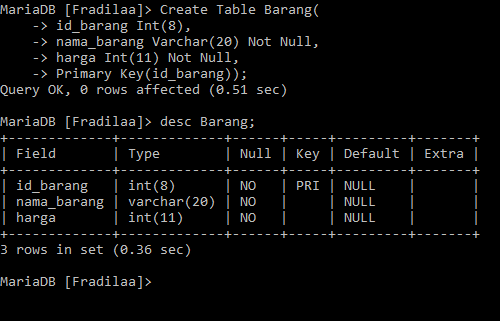 MariaDB [Fradilaa]> Create Table Barang(
    -> id_barang Int(8),
    -> nama_barang Varchar(20) Not Null,
    -> harga Int(11) Not Null,
    -> Primary Key(id_barang));
Query OK, 0 rows affected (0.51 sec)

MariaDB [Fradilaa]> desc Barang;
+-------------+-------------+------+-----+---------+-------+
| Field       | Type        | Null | Key | Default | Extra |
+-------------+-------------+------+-----+---------+-------+
| id_barang   | int(8)      | NO   | PRI | NULL    |       |
| nama_barang | varchar(20) | NO   |     | NULL    |       |
| harga       | int(11)     | NO   |     | NULL    |       |
+-------------+-------------+------+-----+---------+-------+
3 rows in set (0.36 sec)

MariaDB [Fradilaa]>